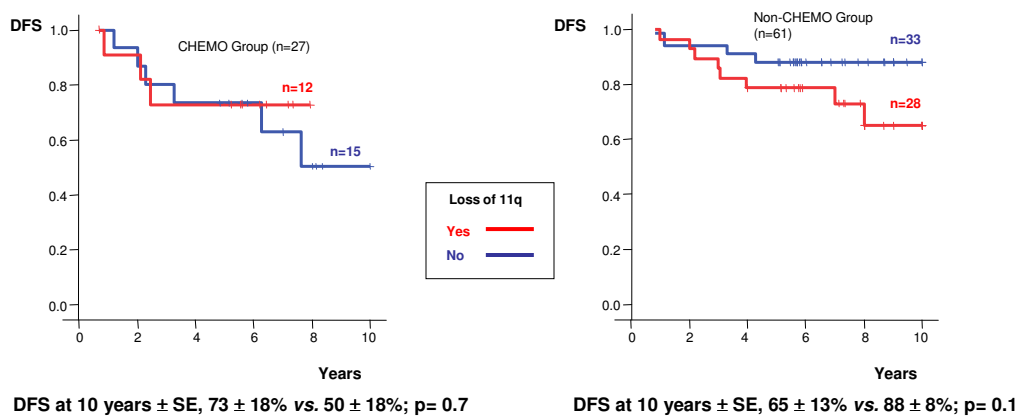 DFS
1.0
0.8
0.6
0.4
0.2
0.0
CHEMO Group (n=27)
n=12
n=15
0 2 4 6 8 10
Years
DFS at 10 years ± SE, 73 ± 18% vs. 50 ± 18%; p= 0.7
Loss of 11q
Yes
No
DFS
1.0
0.8
0.6
0.4
0.2
0.0
Non-CHEMO Group
(n=61)
n=33
n=28
0 2 4 6 8 10
Years
DFS at 10 years ± SE, 65 ± 13% vs. 88 ± 8%; p= 0.1